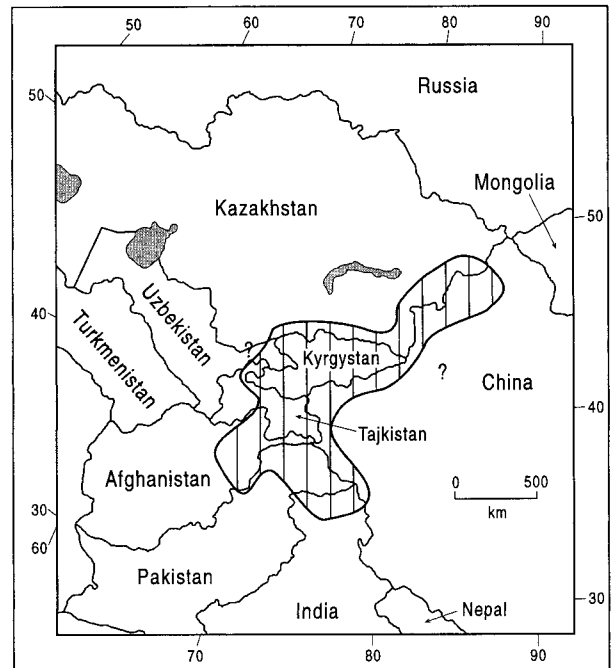 50 60 70 80 90
Russia
50
Mongolia
Kazakhstan
50
Uzbekistan
40
Turkmenistan
?
Kyrgystan
?
China
40
Tajkistan
Afghanistan
0 500
km
30
60
Pakistan
30
India
Nepal
70 80 90